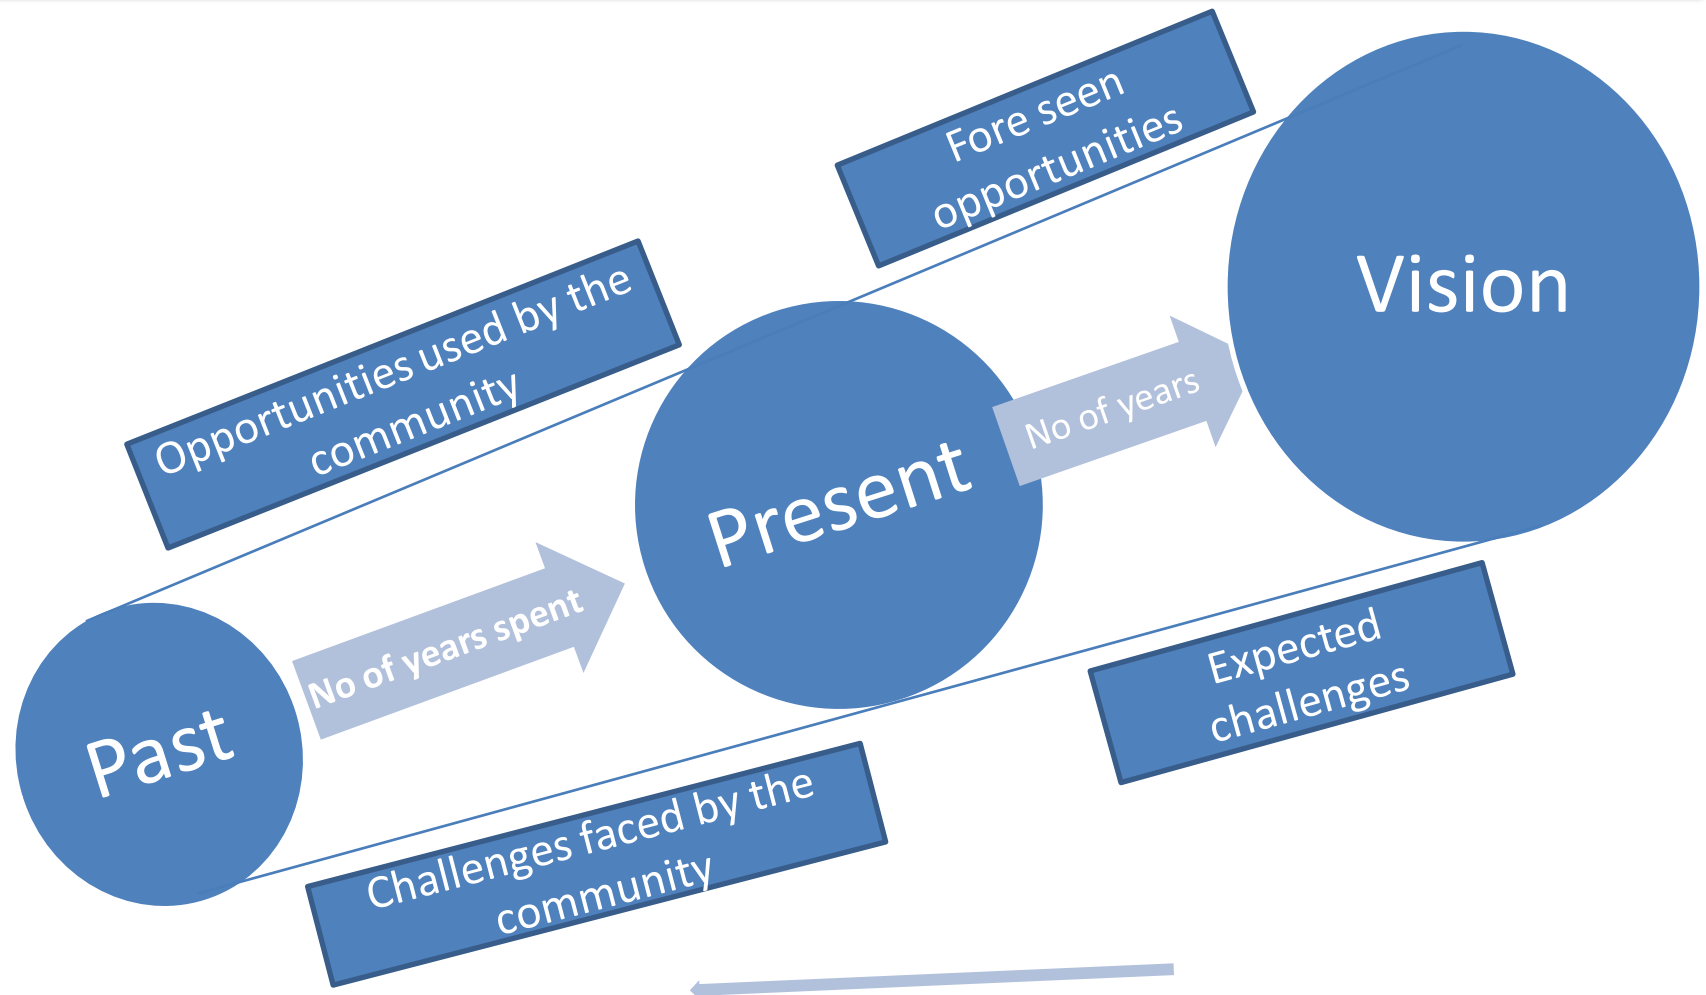 Fore seen
opportunities
Vision
Opportunities used by the
community
No of years
Present
No of years spent
Expected
challenges
Past
Challenges faced by the
community